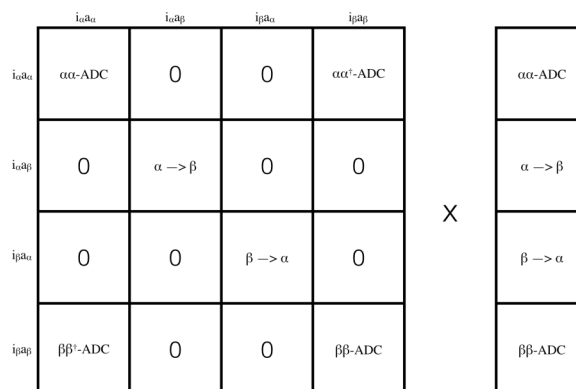 iαaα iαaβ iβaα iβaβ
iαaα αα-ADC 0 0 αα†-ADC αα-ADC
iαaβ 0 α —> β 0 0 α —> β
X
iβaα 0 0 β —> α 0 β —> α
iβaβ ββ†-ADC 0 0 ββ-ADC ββ-ADC